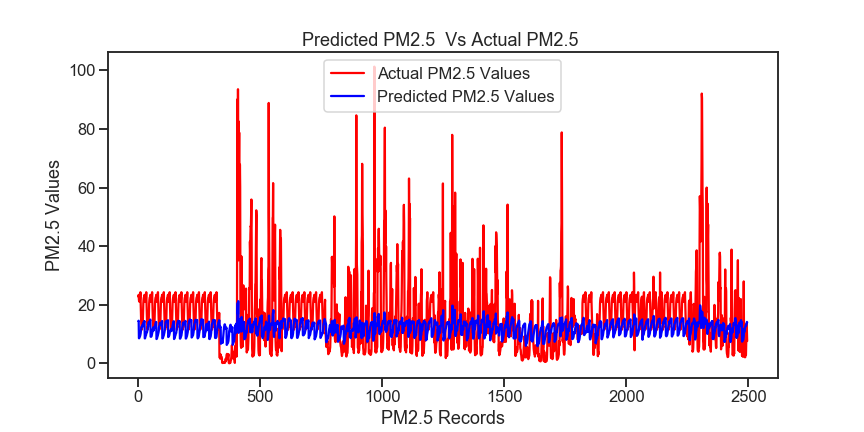 Predicted PM2.5  Vs Actual PM2.5
Actual PM2.5 Values
Predicted PM2.5 Values
PM2.5 Values
100
80
60
40
20
0
0 500 1000 1500 2000 2500
PM2.5 Records